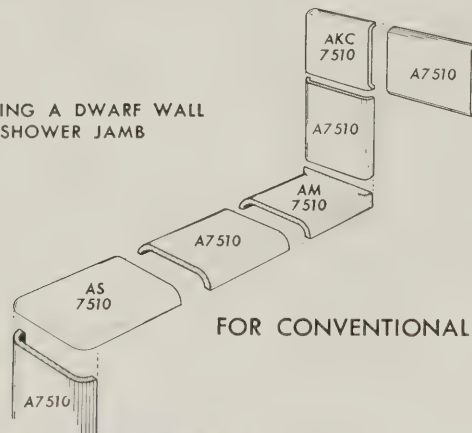 AKC
7510
A7510
ING A DWARF WALL
SHOWER JAMB
A7510
AM
7510
A7510
AS
7510
FOR CONVENTIONAL
A7510